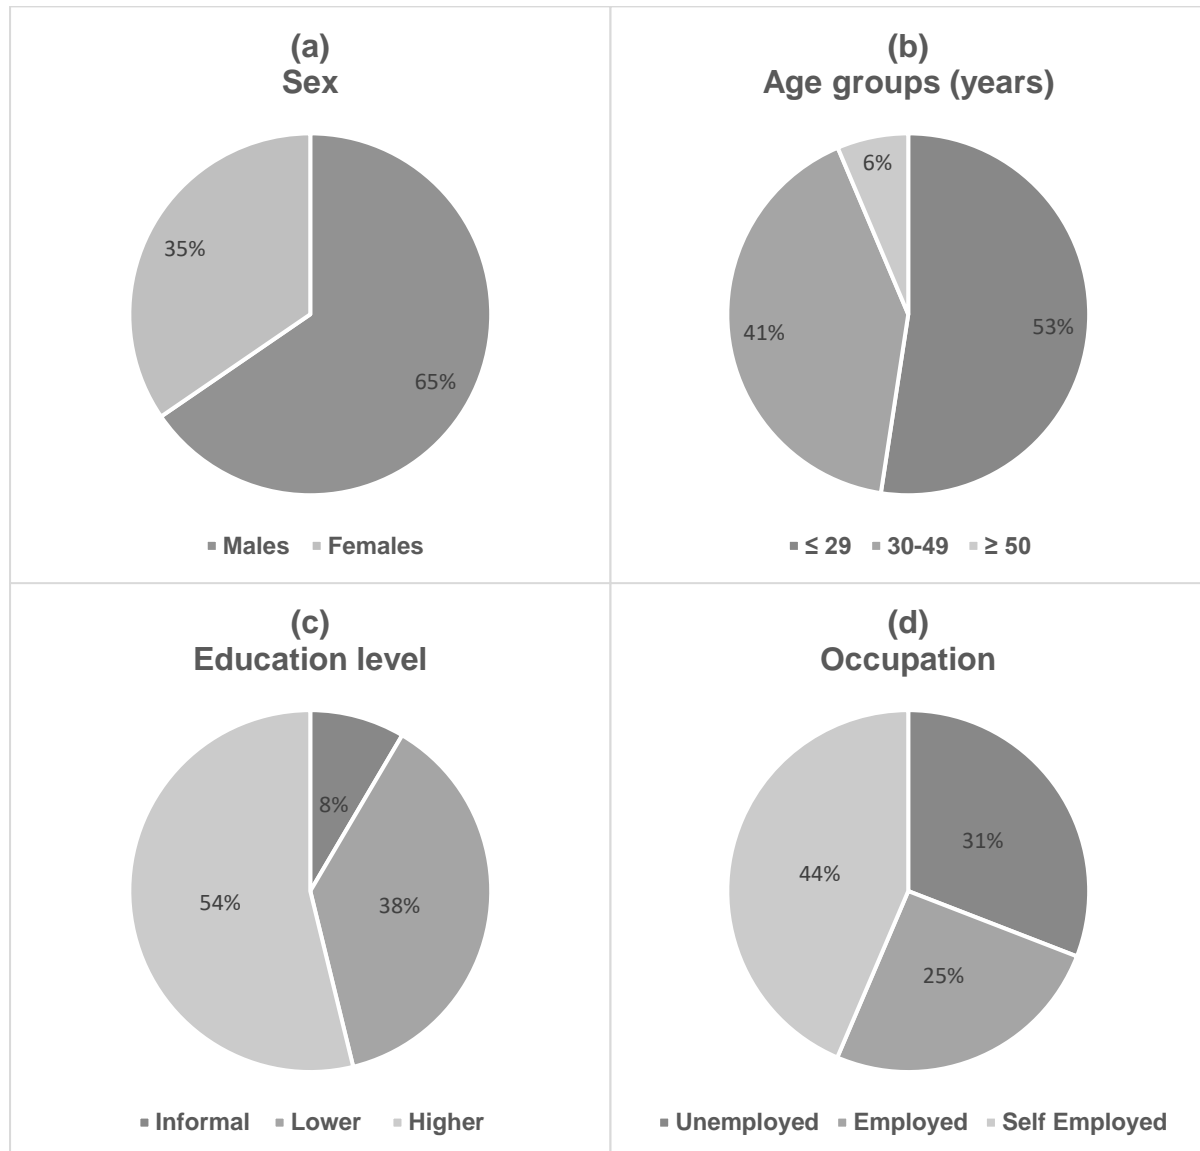 (a)
Sex
35%
65%
Males Females
(b)
Age groups (years)
6%
41%
53%
≤ 29 30-49 ≥ 50
(c)
Education level
8%
54%
38%
Informal Lower Higher
(d)
Occupation
31%
44%
25%
Unemployed Employed Self Employed